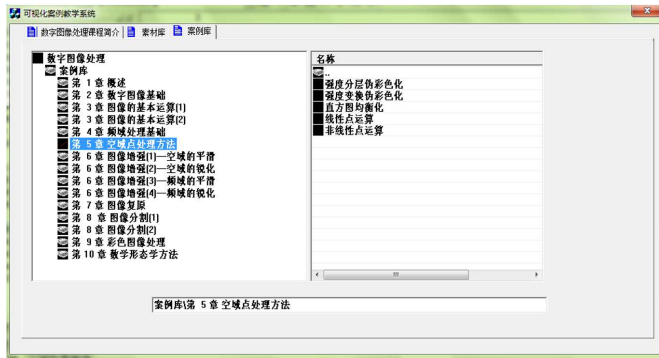 可视化案例教学系统
数字图像处理课程简介 素材库 案例库
数字图像处理
案例库
第 1 章 概述
第 2 章 数字图像基础
第 3 章 图像的基本运算(1)
第 3 章 图像的基本运算(2)
第 4 章 频域处理基础
第 5 章 空域点处理方法
第 6 章 图像增强(1)—空域的平滑
第 6 章 图像增强(2)—空域的锐化
第 6 章 图像增强(3)—频域的平滑
第 6 章 图像增强(4)—频域的锐化
第 7 章 图像复原
第 8 章 图像分割(1)
第 8 章 图像分割(2)
第 9 章 彩色图像处理
第 10 章 数学形态学方法
名称
..
强度分层伪彩色化
强度变换伪彩色化
直方图均衡化
线性点运算
非线性点运算
案例库\第 5 章 空域点处理方法